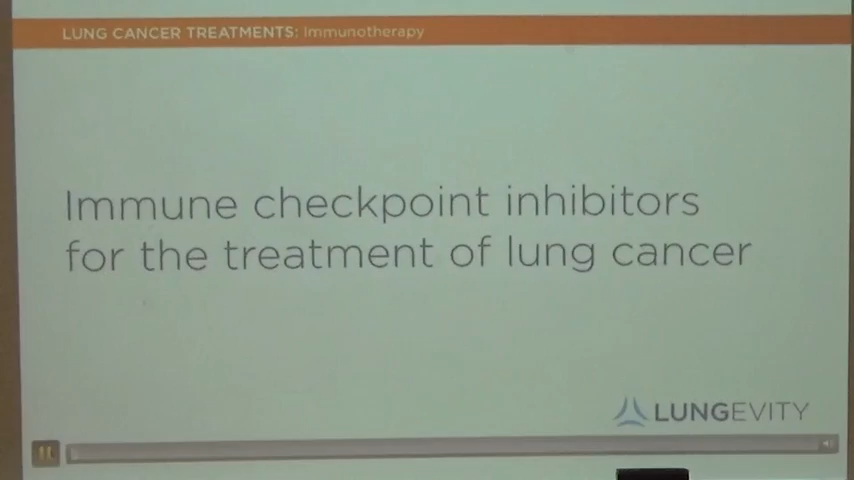 LUNG CANCER TREATMENTS: Immunotherapy
Immune checkpoint inhibitors
for the treatment of lung cancer
LUNGEVITY